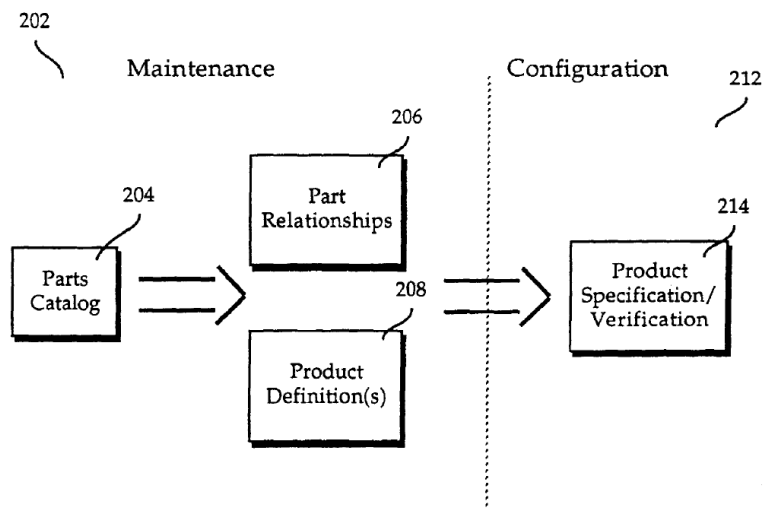 202
Maintenance
Configuration
212
206
Part
Relationships
204
Parts
Catalog
214
Product
Specification/
Verification
208
Product
Definition(s)